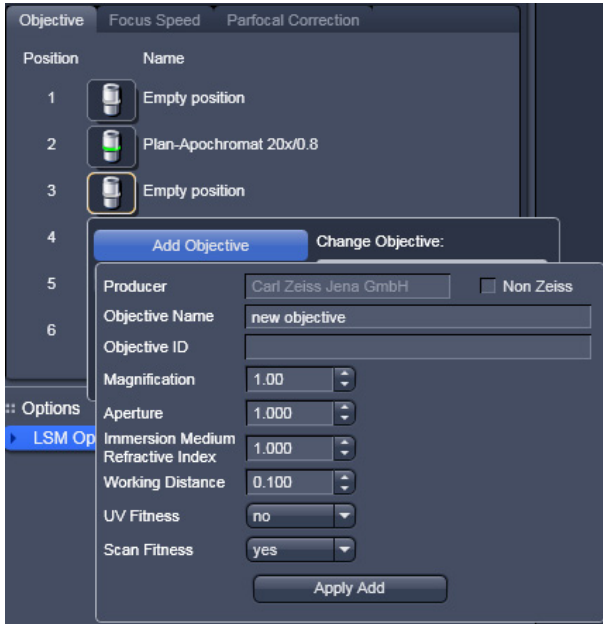 Objective Focus Speed Parfocal Correction
Position Name
1 Empty position
2 Plan-Apochromat 20x/0.8
3 Empty position
4 Add Objective Change Objective:
5 Producer Carl Zeiss Jena GmbH Non Zeiss
Objective Name new objective
6
Objective ID
Magnification 1.00
Options
Aperture 1.000
LSM Op
Immersion Medium
Refractive Index 1.000
Working Distance 0.100
UV Fitness no
Scan Fitness yes
Apply Add